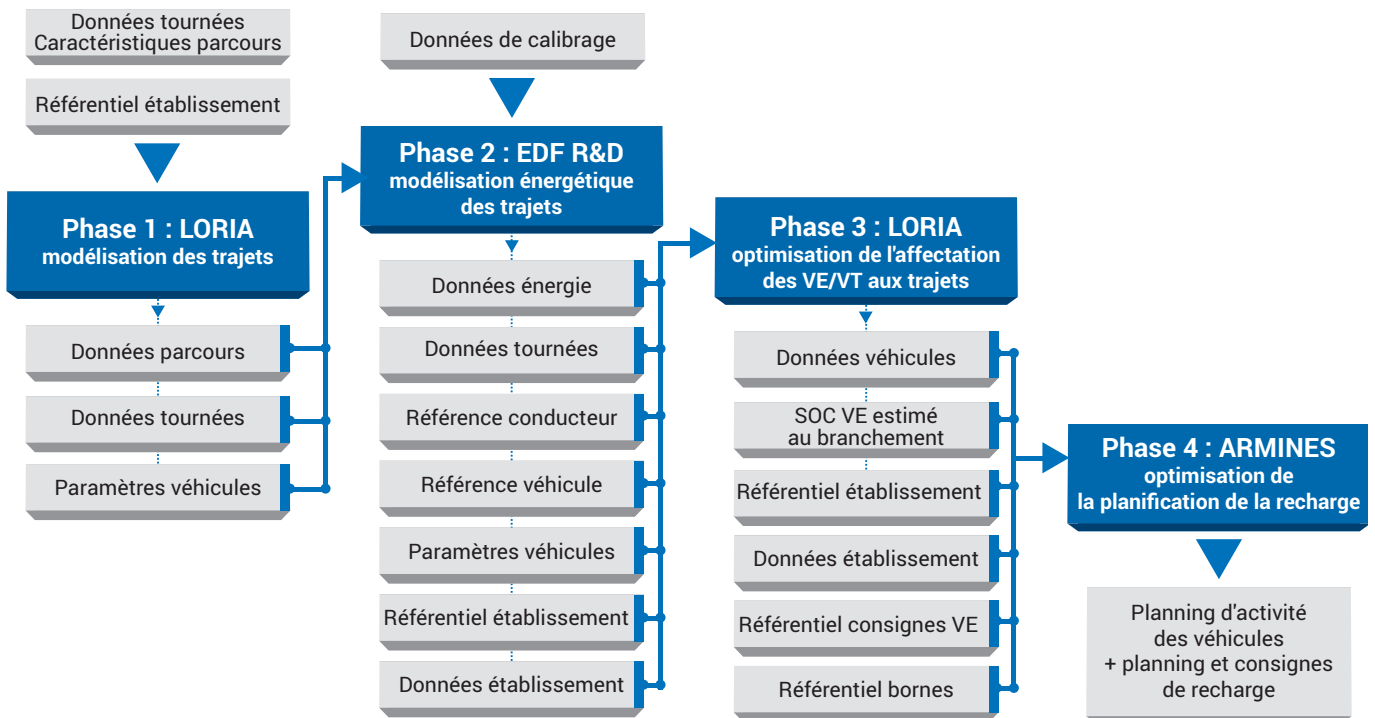 Données tournées
Caractéristiques parcours
Référentiel établissement
Phase 1 : LORIA
modélisation des trajets
Données parcours
Données tournées
Paramètres véhicules
Données de calibrage
Phase 2 : EDF R&D
modélisation énergétique
des trajets
Données énergie
Données tournées
Référence conducteur
Référence véhicule
Paramètres véhicules
Référentiel établissement
Données établissement
Phase 3 : LORIA
optimisation de l'affectation
des VE/VT aux trajets
Données véhicules
SOC VE estimé
au branchement
Référentiel établissement
Données établissement
Référentiel consignes VE
Référentiel bornes
Phase 4 : ARMINES
optimisation de
la planification de la recharge
Planning d'activité
des véhicules
+ planning et consignes
de recharge